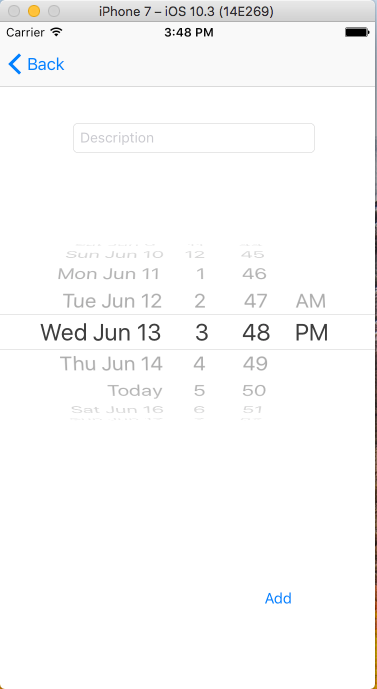 iPhone 7 – iOS 10.3 (14E269)
Carrier 3:48 PM
Back
Description
Sun Jun 10 12 45
Mon Jun 11 1 46
Tue Jun 12 2 47 AM
Wed Jun 13 3 48 PM
Thu Jun 14 4 49
Today 5 50
Sat Jun 16 6 51
Add